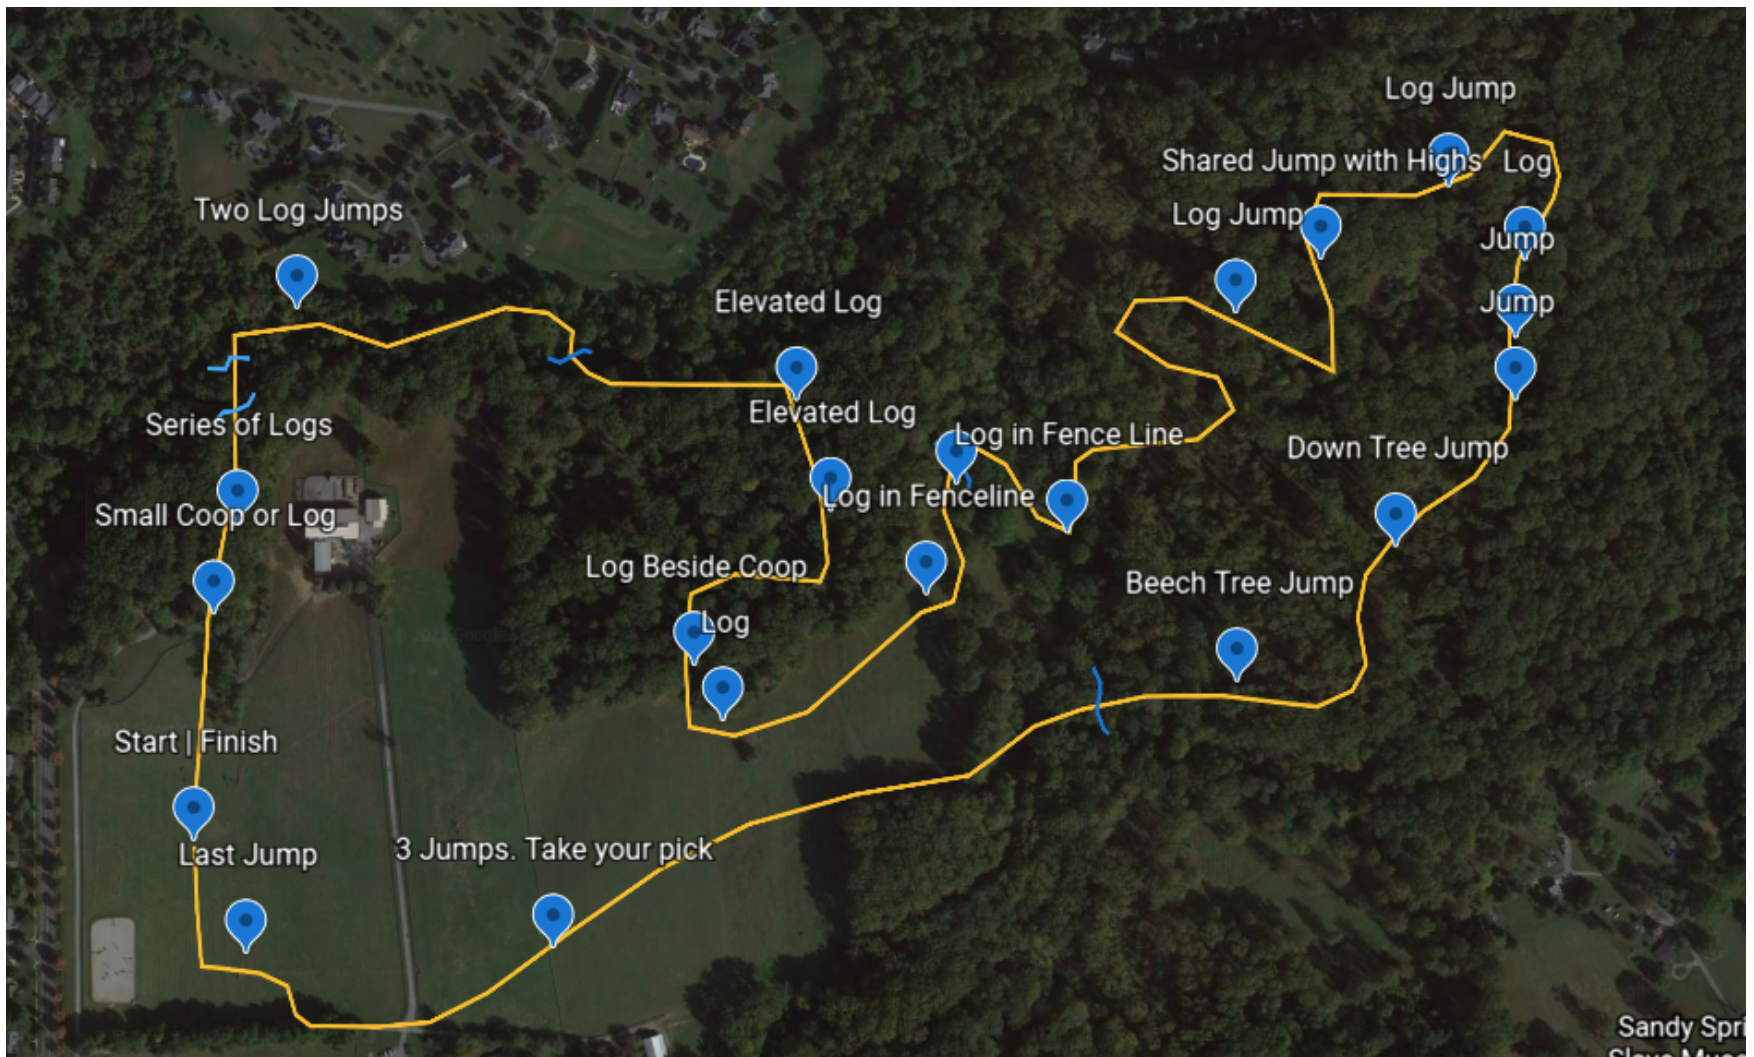 Log Jump
Shared Jump with Highs
Log
Two Log Jumps
Log Jump
Jump
Elevated Log
Jump
Elevated Log
Series of Logs
Log in Fence Line
Down Tree Jump
Log in Fenceline
Small Coop or Log
Log Beside Coop
Beech Tree Jump
Log
Start | Finish
3 Jumps. Take your pick
Last Jump
Sandy Spri